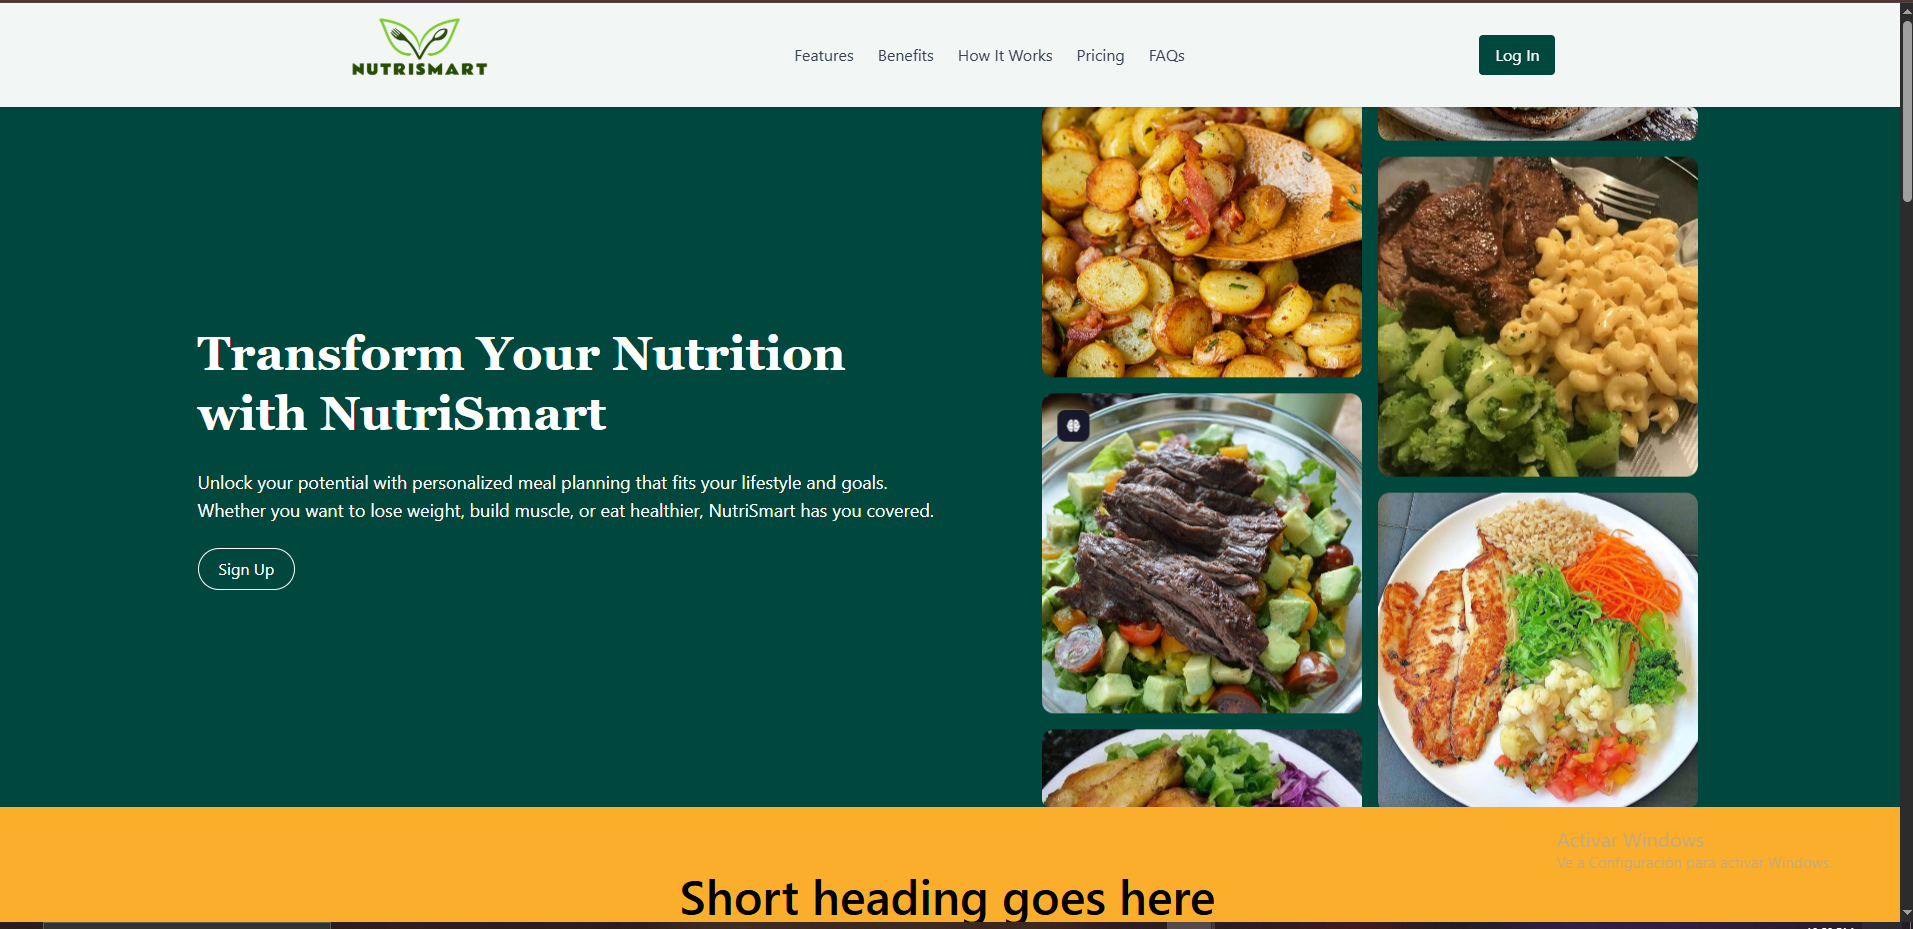 NUTRISMART
Features
Benefits
How It Works
Pricing
FAQs
Log In
Transform Your Nutrition
with NutriSmart
Unlock your potential with personalized meal planning that fits your lifestyle and goals.
Whether you want to lose weight, build muscle, or eat healthier, NutriSmart has you covered.
Sign Up
Activar Windows
Ve a Configuración para activar Windows.
Short heading goes here